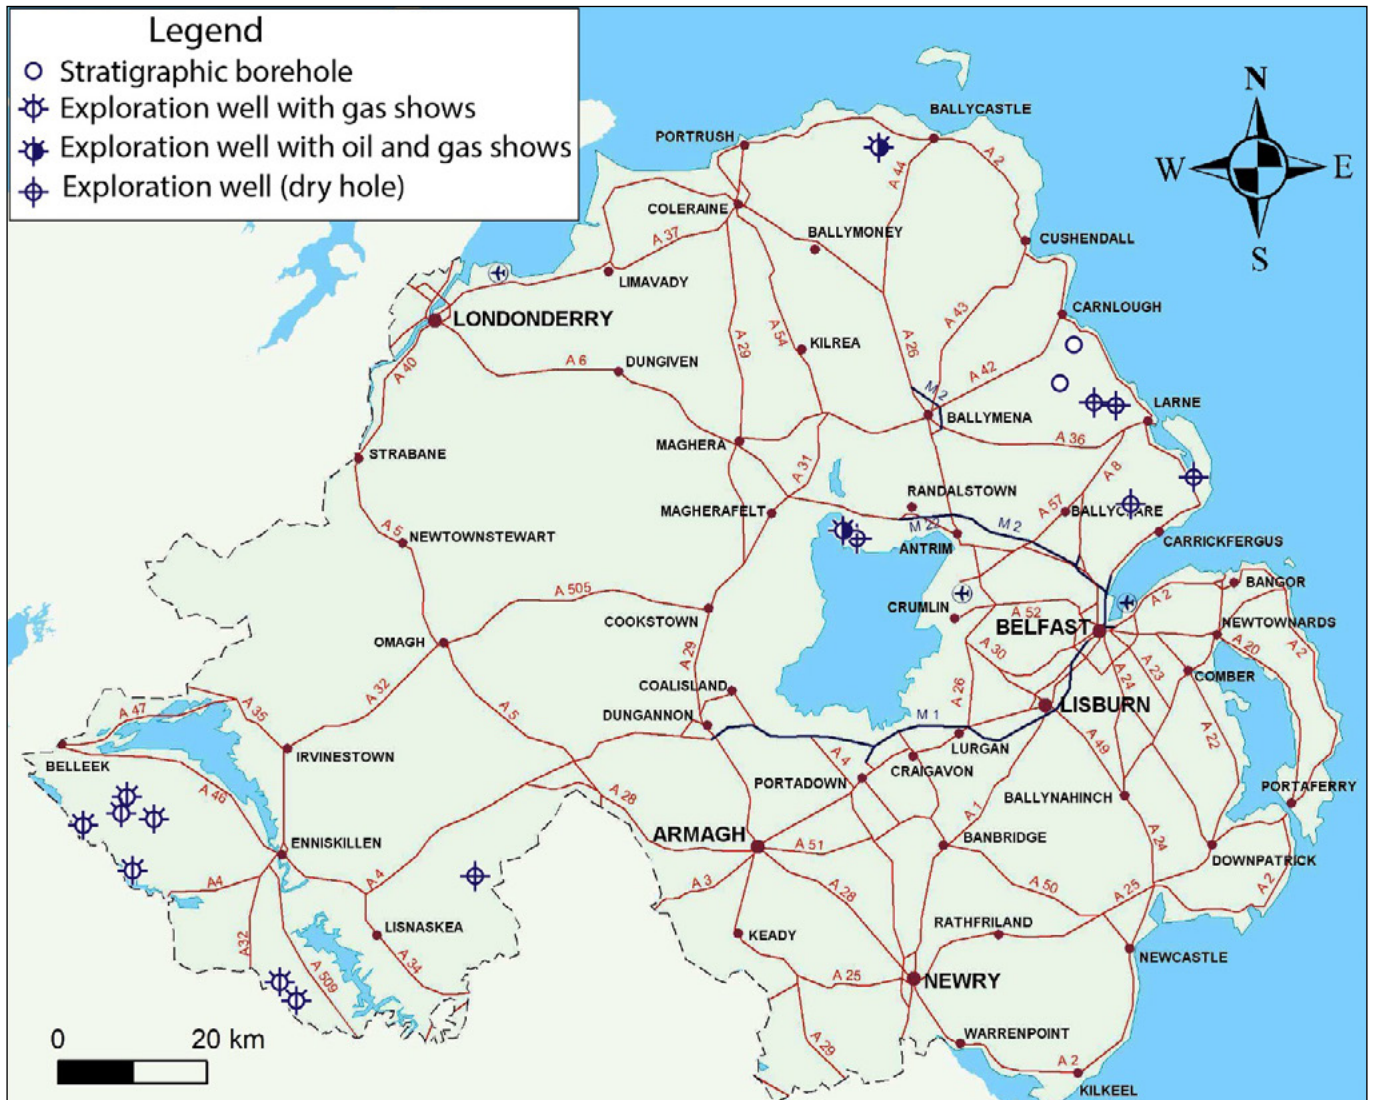 Legend
Stratigraphic borehole
Exploration well with gas shows
Exploration well with oil and gas shows
Exploration well (dry hole)
N
W
E
S
BALLYCASTLE
PORTRUSH
A 2
A 44
COLERAINE
BALLYMONEY
CUSHENDALL
A 37
LIMAVADY
CARNLOUGH
LONDONDERRY
A 43
A 29
A 54
A 26
KILREA
A 6
DUNGIVEN
A 40
A 42
M 2
LARNE
BALLYMENA
A 36
MAGHERA
STRABANE
A 31
A 8
RANDALSTOWN
MAGHERAFELT
A 57
BALLYCLARE
M 22
M 2
A 5
NEWTOWNSTEWART
ANTRIM
CARRICKFERGUS
BANGOR
A 505
A 2
CRUMLIN
A 52
COOKSTOWN
BELFAST
NEWTOWNARDS
OMAGH
A 29
A 30
A 20
A 2
A 23
A 24
COMBER
A 32
COALISLAND
A 26
LISBURN
A 47
A 35
A 5
DUNGANNON
M 1
A 22
LURGAN
A 49
IRVINESTOWN
BELLEEK
A 4
CRAIGAVON
PORTADOWN
PORTAFERRY
A 46
A 28
BALLYNAHINCH
A 1
ARMAGH
BANBRIDGE
ENNISKILLEN
A 51
A 24
DOWNPATRICK
A4
A 4
A 3
A 28
A 50
A 25
A 2
RATHFRILAND
LISNASKEA
KEADY
A32
A 34
NEWCASTLE
A 509
A 25
NEWRY
0
20 km
WARRENPOINT
A 29
A 2
KILKEEL